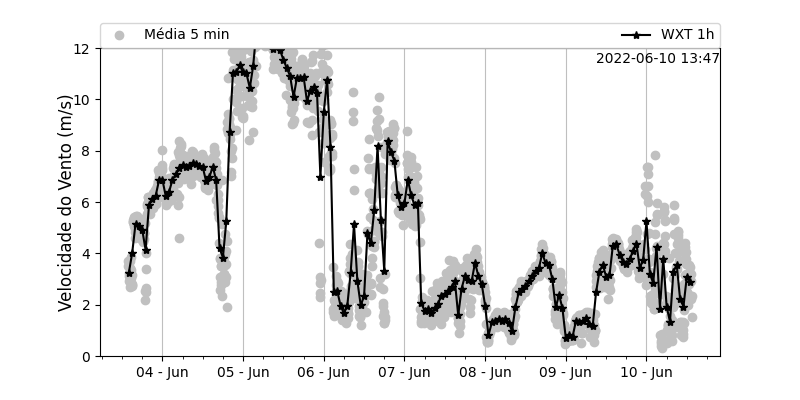 Média 5 min
WXT 1h
2022-06-10 13:47
Velocidade do Vento (m/s)
12
10
8
6
4
2
0
04 - Jun
05 - Jun
06 - Jun
07 - Jun
08 - Jun
09 - Jun
10 - Jun